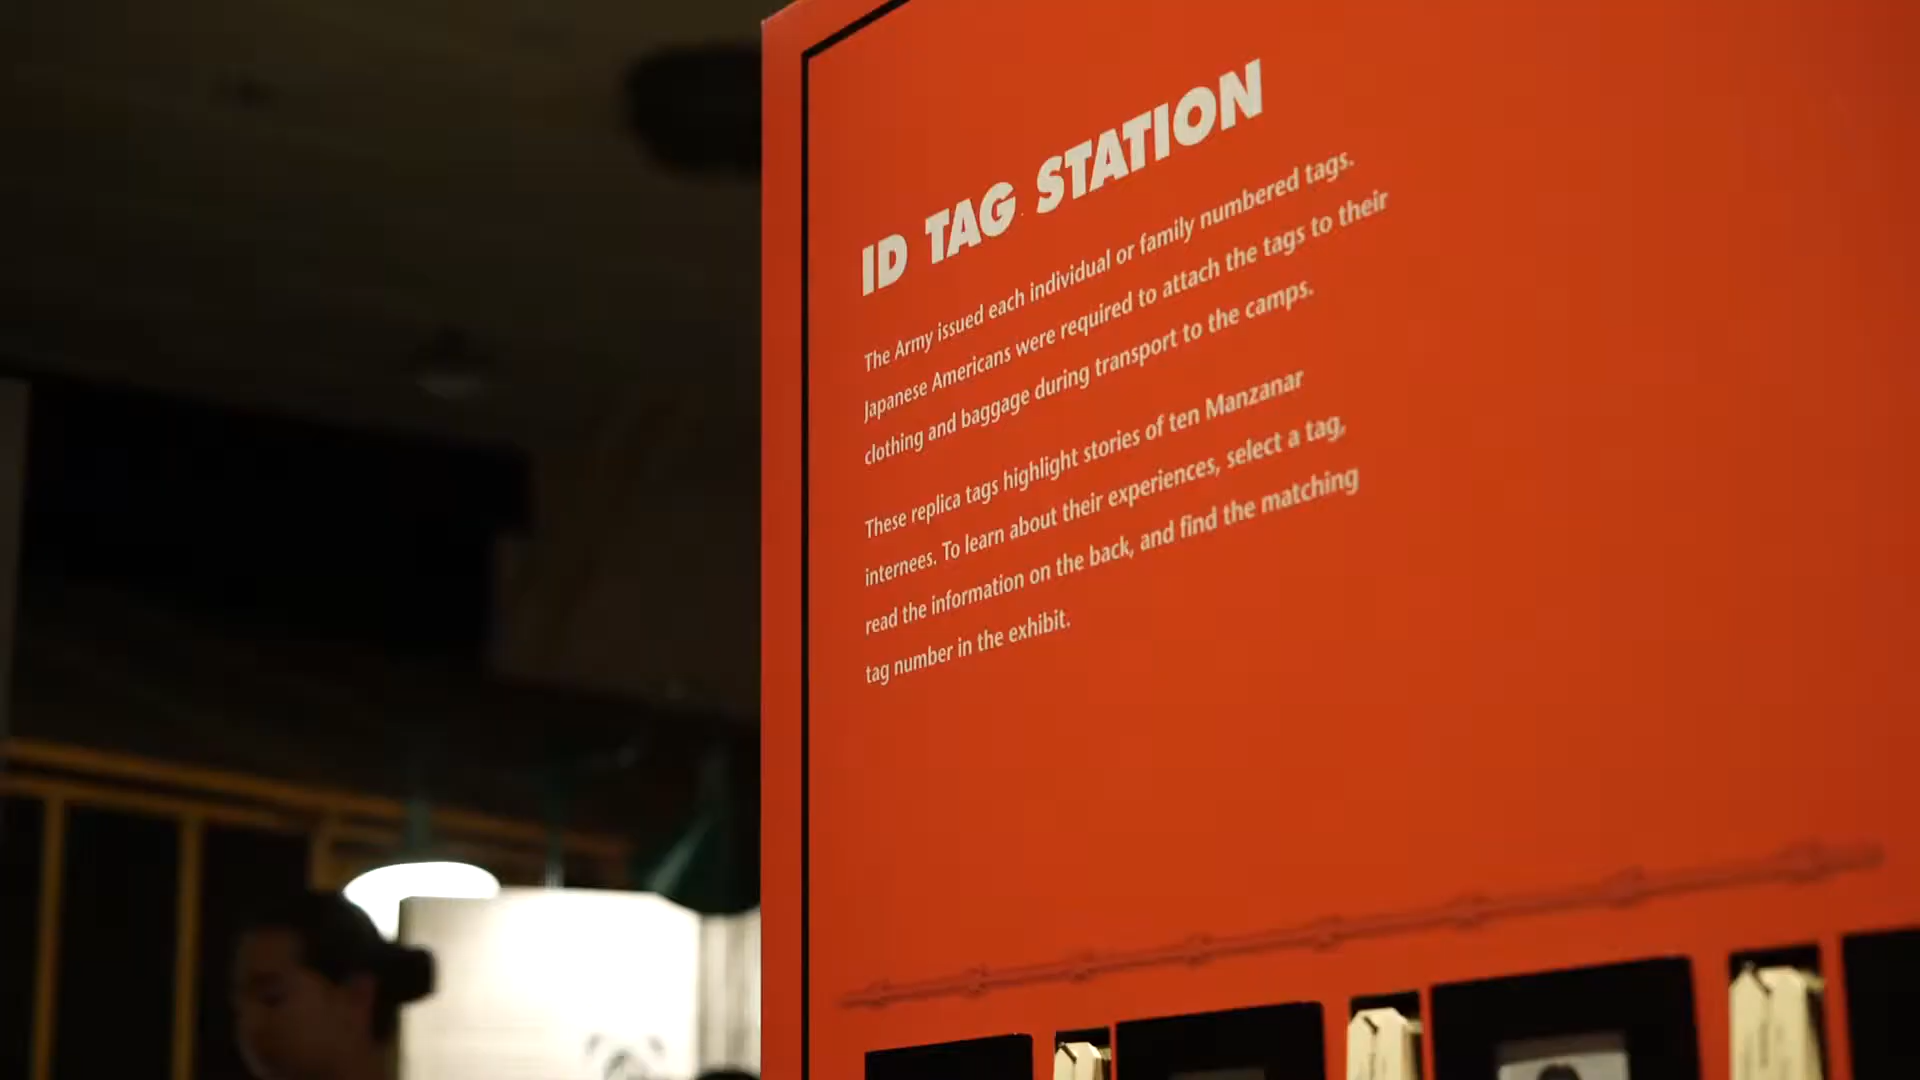 ID TAG STATION
The Army issued each individual or family numbered tags.
Japanese Americans were required to attach the tags to their
clothing and baggage during transport to the camps.
These replica tags highlight stories of ten Manzanar
internees. To learn about their experiences, select a tag,
read the information on the back, and find the matching
tag number in the exhibit.